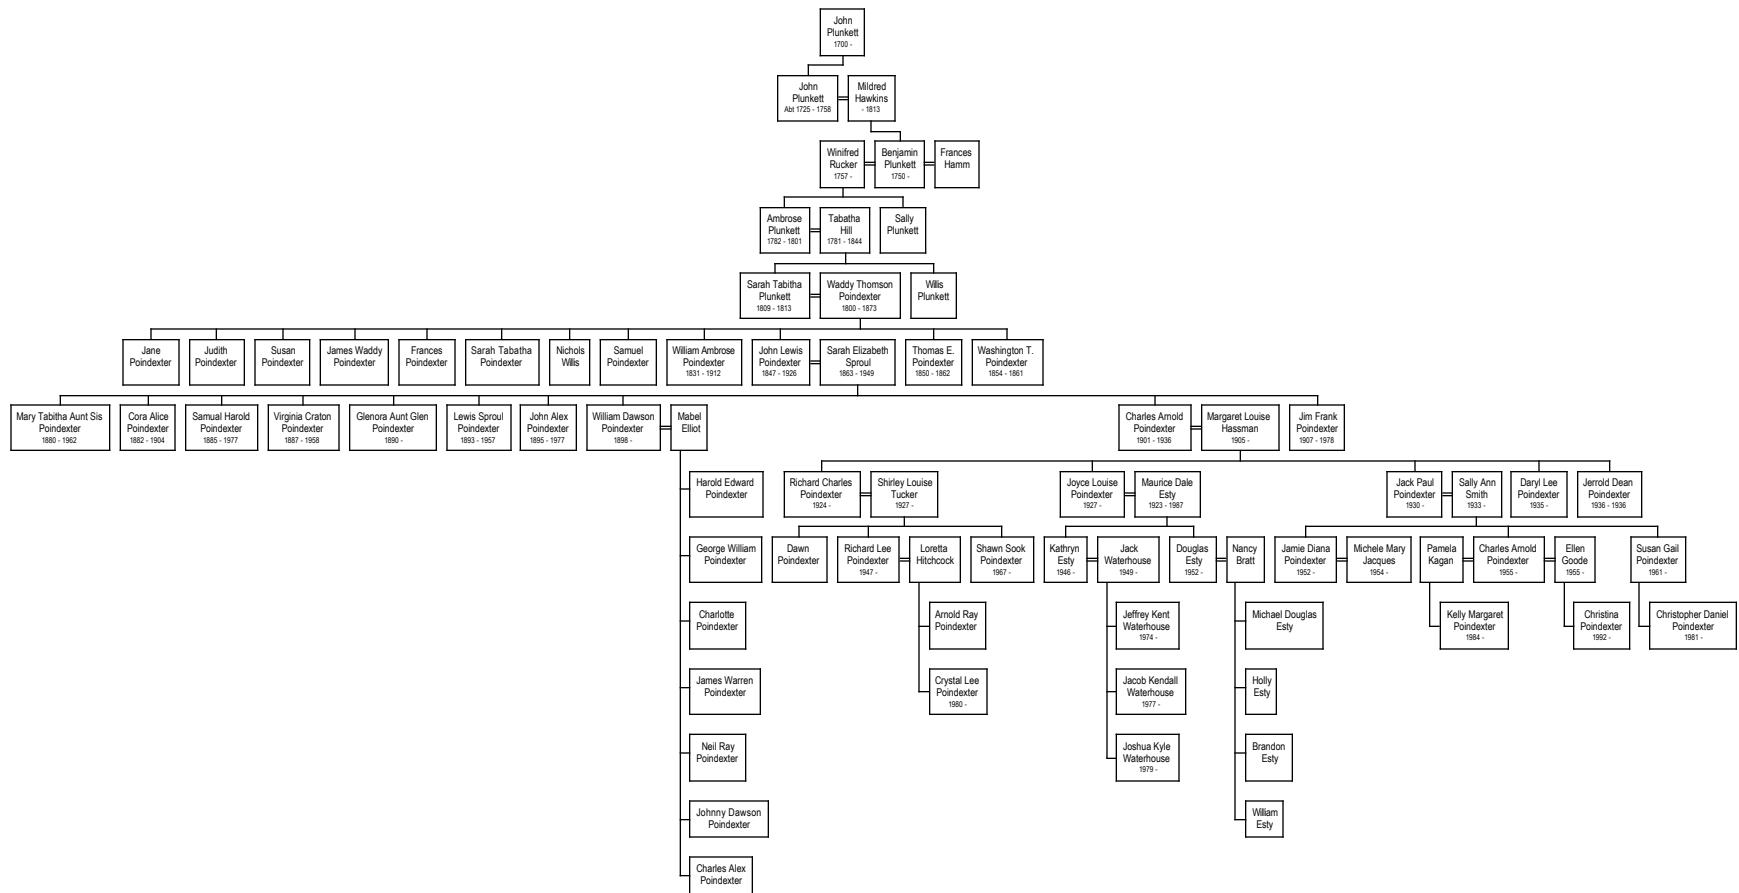 John
Plunkett
1700 -
John
Plunkett
Abt 1725 - 1758
Mildred
Hawkins
- 1813
Winifred
Rucker
1757 -
Benjamin
Plunkett
1750 -
Frances
Hamm
Ambrose
Plunkett
1782 - 1801
Tabatha
Hill
1781 - 1844
Sally
Plunkett
Sarah Tabitha
Plunkett
1809 - 1813
Waddy Thomson
Poindexter
1800 - 1873
Willis
Plunkett
Jane
Poindexter
Judith
Poindexter
Susan
Poindexter
James Waddy
Poindexter
Frances
Poindexter
Sarah Tabatha
Poindexter
Nichols
Willis
Samuel
Poindexter
William Ambrose
Poindexter
1831 - 1912
John Lewis
Poindexter
1847 - 1926
Sarah Elizabeth
Sproul
1863 - 1949
Thomas E.
Poindexter
1850 - 1862
Washington T.
Poindexter
1854 - 1861
Mary Tabitha Aunt Sis
Poindexter
1880 - 1962
Cora Alice
Poindexter
1882 - 1904
Samual Harold
Poindexter
1885 - 1977
Virginia Craton
Poindexter
1887 - 1958
Glenora Aunt Glen
Poindexter
1890 -
Lewis Sproul
Poindexter
1893 - 1957
John Alex
Poindexter
1895 - 1977
William Dawson
Poindexter
1898 -
Mabel
Elliot
Charles Arnold
Poindexter
1901 - 1936
Margaret Louise
Hassman
1905 -
Jim Frank
Poindexter
1907 - 1978
Harold Edward
Poindexter
Richard Charles
Poindexter
1924 -
Shirley Louise
Tucker
1927 -
Joyce Louise
Poindexter
1927 -
Maurice Dale
Esty
1923 - 1987
Jack Paul
Poindexter
1930 -
Sally Ann
Smith
1933 -
Daryl Lee
Poindexter
1935 -
Jerrold Dean
Poindexter
1936 - 1936
George William
Poindexter
Dawn
Poindexter
Richard Lee
Poindexter
1947 -
Loretta
Hitchcock
Shawn Sook
Poindexter
1967 -
Kathryn
Esty
1946 -
Jack
Waterhouse
1949 -
Douglas
Esty
1952 -
Nancy
Bratt
Jamie Diana
Poindexter
1952 -
Michele Mary
Jacques
1954 -
Pamela
Kagan
Charles Arnold
Poindexter
1955 -
Ellen
Goode
1955 -
Susan Gail
Poindexter
1961 -
Charlotte
Poindexter
Arnold Ray
Poindexter
Jeffrey Kent
Waterhouse
1974 -
Michael Douglas
Esty
Kelly Margaret
Poindexter
1984 -
Christina
Poindexter
1992 -
Christopher Daniel
Poindexter
1981 -
James Warren
Poindexter
Crystal Lee
Poindexter
1980 -
Jacob Kendall
Waterhouse
1977 -
Holly
Esty
Neil Ray
Poindexter
Joshua Kyle
Waterhouse
1979 -
Brandon
Esty
Johnny Dawson
Poindexter
William
Esty
Charles Alex
Poindexter